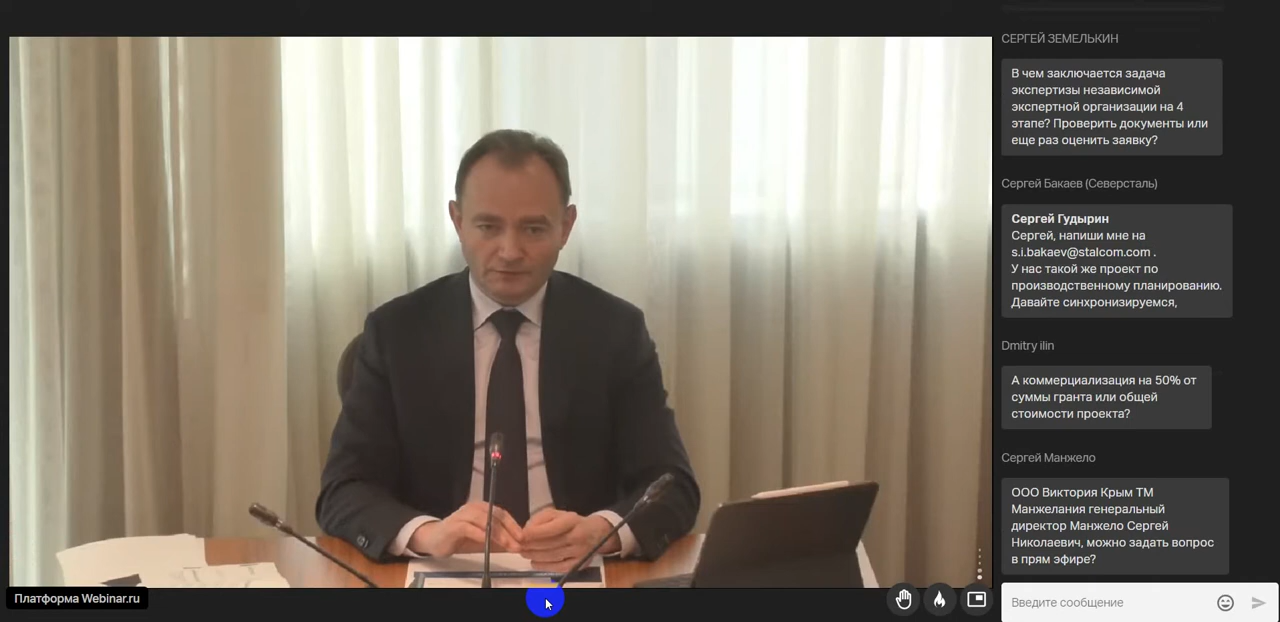 СЕРГЕЙ ЗЕМЕЛЬКИН
В чем заключается задача
экспертизы независимой
экспертной организации на 4
этапе? Проверить документы или
еще раз оценить заявку?
Сергей Бакаев (Северсталь)
Сергей Гудырин
Сергей, напиши мне на
s.i.bakaev@stalcom.com .
У нас такой же проект по
производственному планированию.
Давайте синхронизируемся,
Dmitry ilin
А коммерциализация на 50% от
суммы гранта или общей
стоимости проекта?
Сергей Манжело
ООО Виктория Крым ТМ
Манжелания генеральный
директор Манжело Сергей
Николаевич, можно задать вопрос
в прям эфире?
Введите сообщение
Платформа Webinar.ru